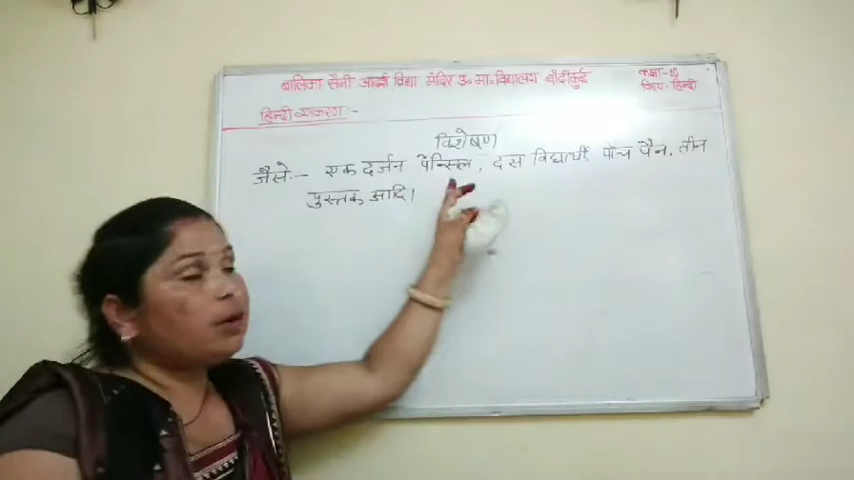 बालिका सैनी आदर्श विद्या मंदिर उ० मा० विद्यालय बाँदीकुई
कक्षा-10
विषय- हिन्दी
हिन्दी व्याकरण -
विशेषण
जैसे:- एक दर्जन पेन्सिल, दस विद्यार्थी, पाँच पैन, तीन
पुस्तक आदि।